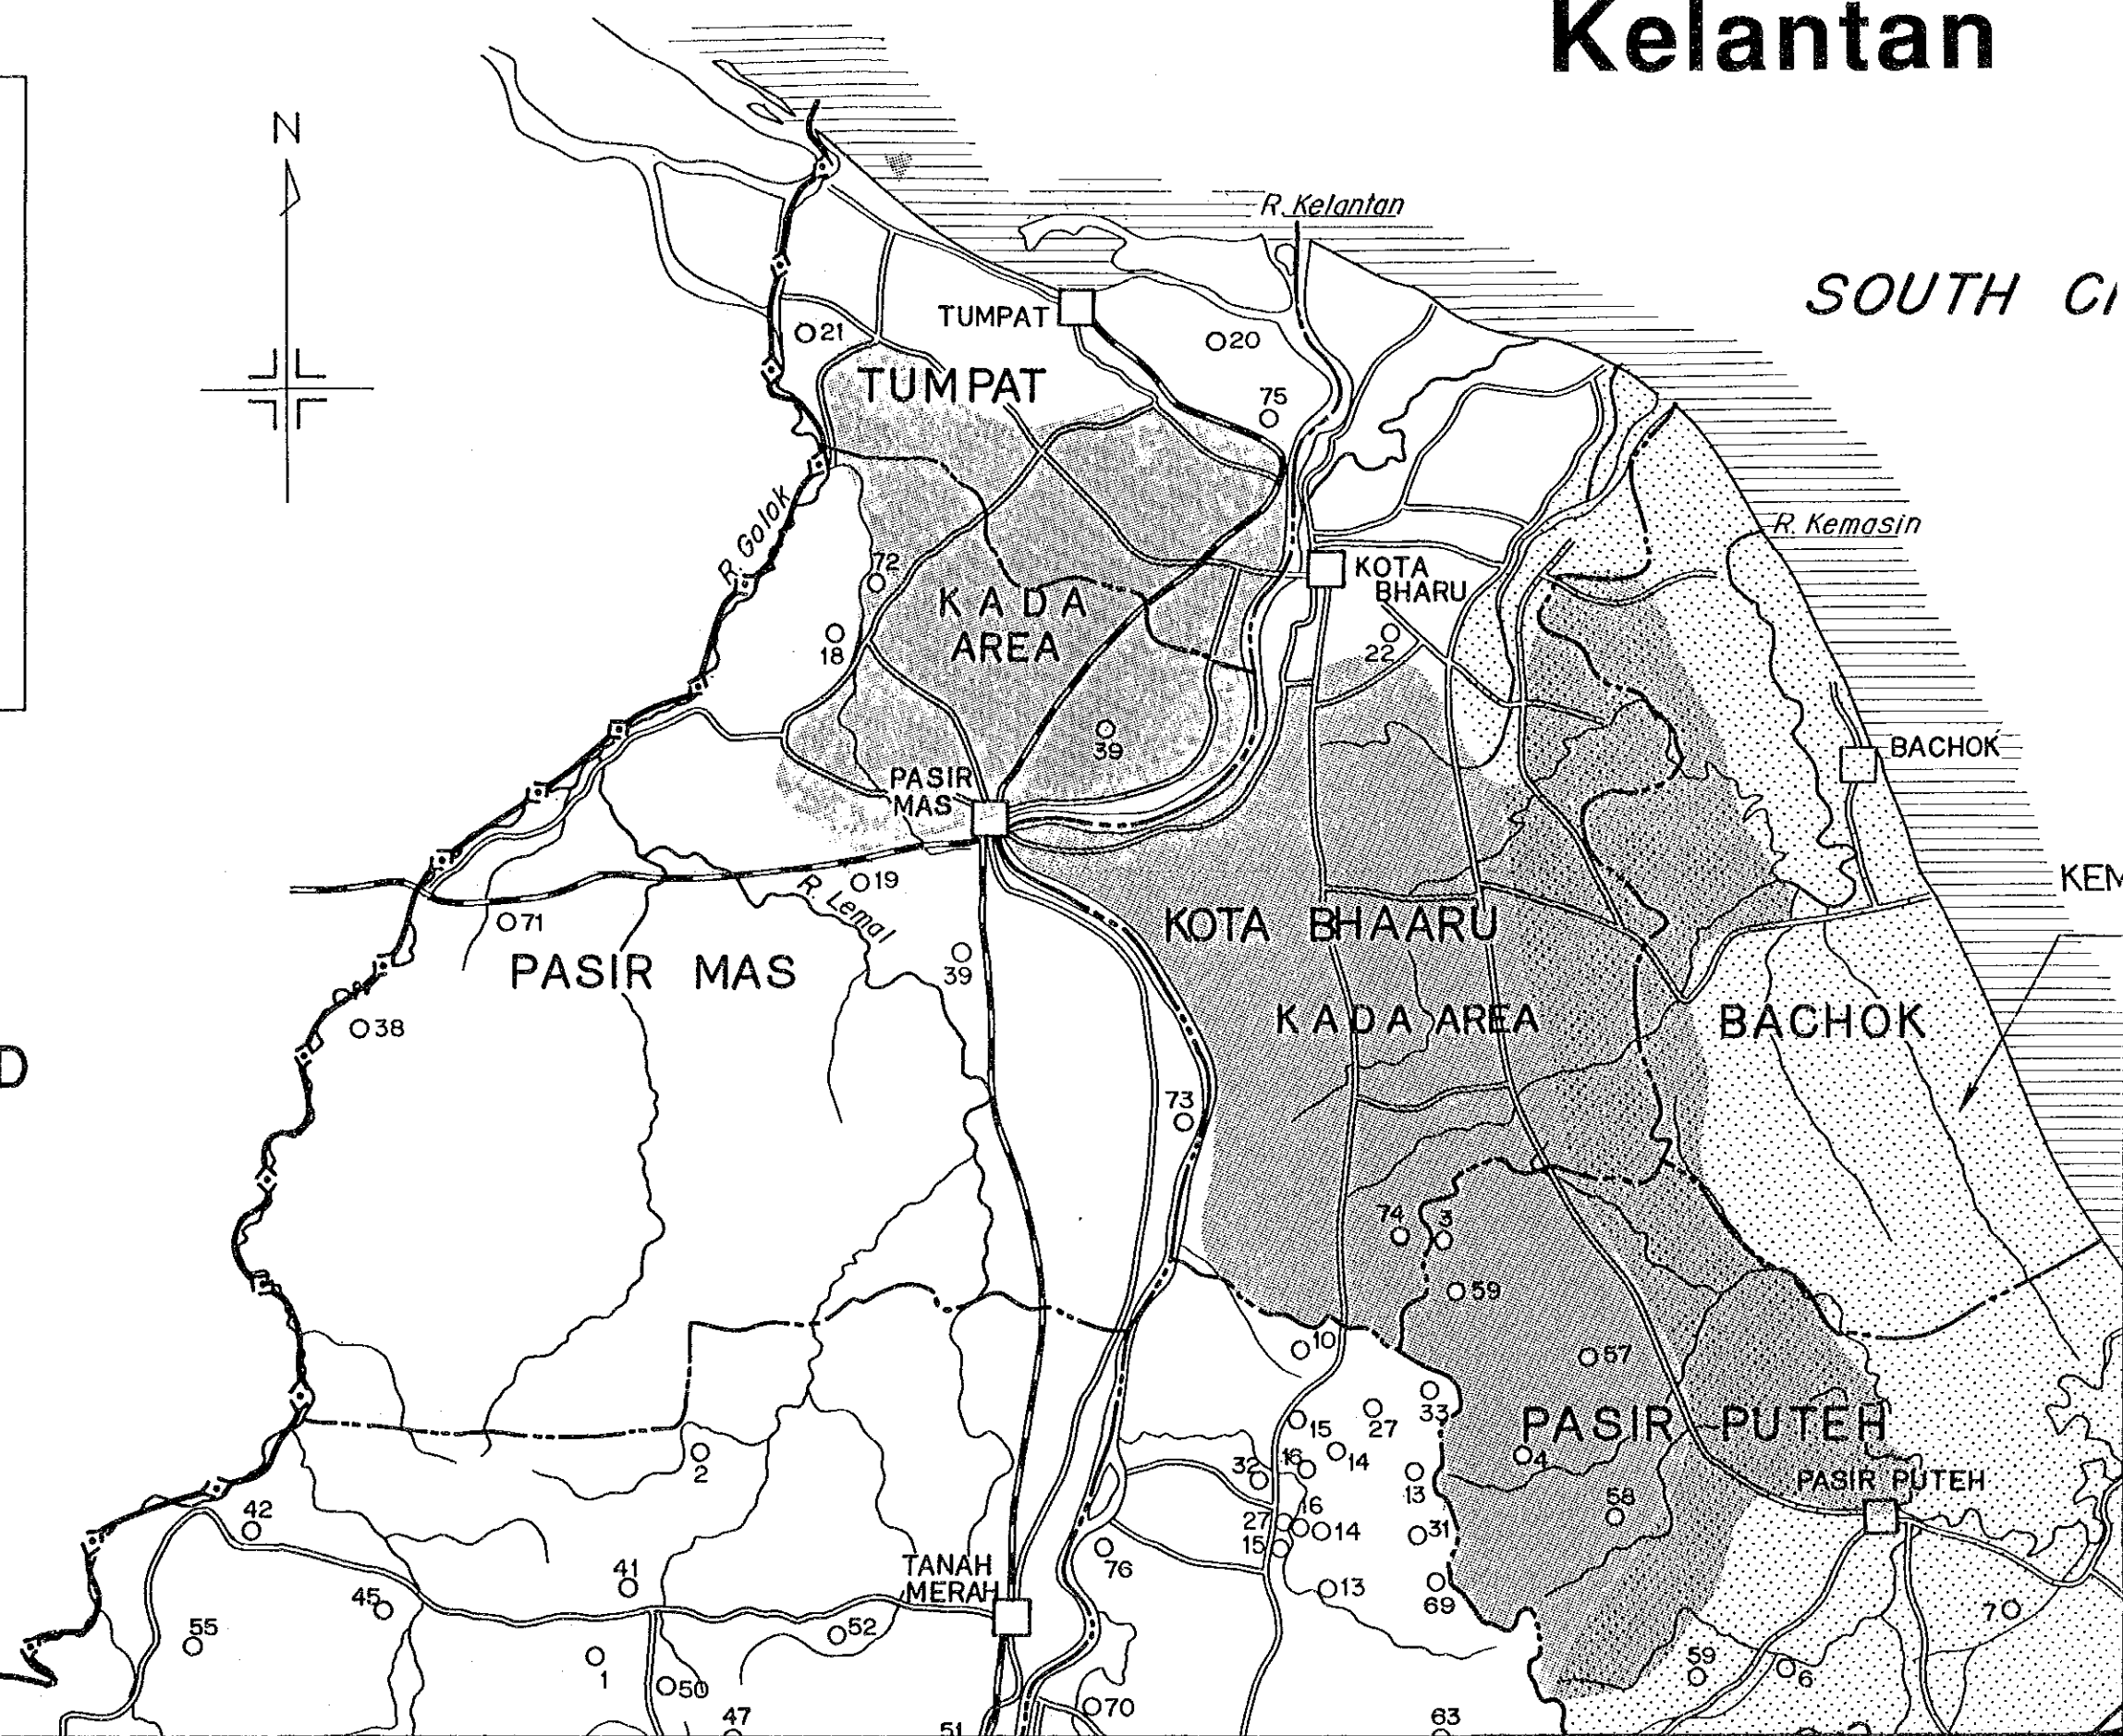 Kelantan
N
R. Kelantan
SOUTH
TUMPAT
21
20
TUMPAT
75
R. Golok
R. Kemasin
72
KOTA
BHARU
KADA
AREA
18
22
39
BACHOK
PASIR
MAS
19
KEM
R. Lemal
71
KOTA BHAARU
39
PASIR MAS
38
KADA AREA
BACHOK
D
73
74
3
59
10
57
33
15
27
PASIR PUTEH
2
32
16
14
4
13
PASIR PUTEH
42
16
27
14
31
58
15
76
TANAH
MERAH
41
13
45
69
7
55
52
59
6
1
50
70
47
51
63